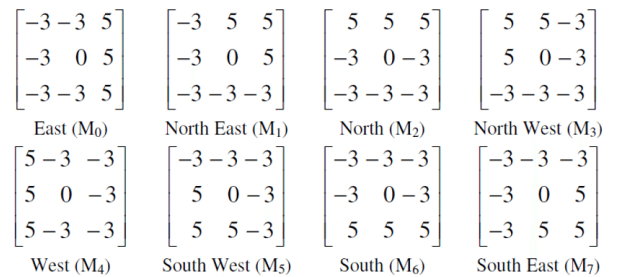 −3 −3 5   −3 5 5   5 5 5   5 5 −3
−3 0 5   −3 0 5   −3 0 −3   5 0 −3
−3 −3 5   −3 −3 −3   −3 −3 −3   −3 −3 −3
East (M0)   North East (M1)   North (M2)   North West (M3)
5 −3 −3   −3 −3 −3   −3 −3 −3   −3 −3 −3
5 0 −3   5 0 −3   −3 0 −3   −3 0 5
5 −3 −3   5 5 −3   5 5 5   −3 5 5
West (M4)   South West (M5)   South (M6)   South East (M7)